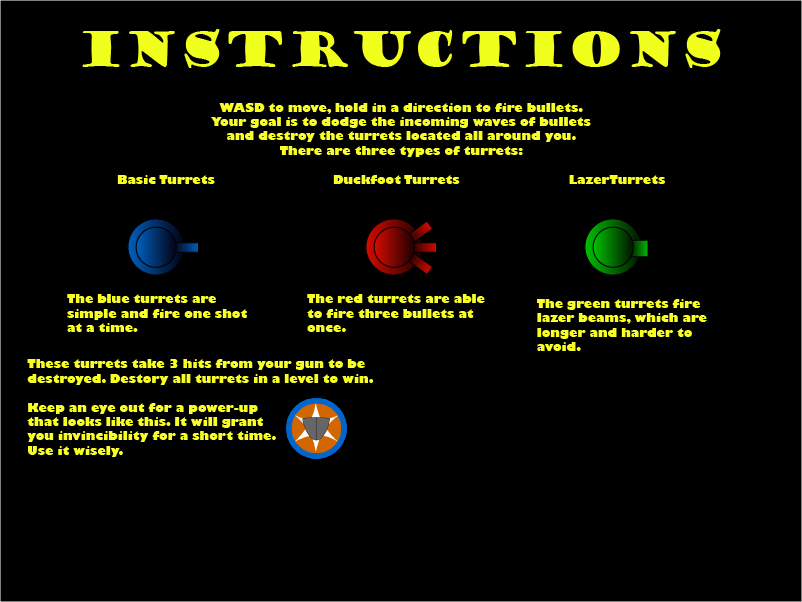 INSTRUCTIONS
WASD to move, hold in a direction to fire bullets.
Your goal is to dodge the incoming waves of bullets
and destroy the turrets located all around you.
There are three types of turrets:
Basic Turrets
Duckfoot Turrets
LazerTurrets
The blue turrets are
simple and fire one shot
at a time.
The red turrets are able
to fire three bullets at
once.
The green turrets fire
lazer beams, which are
longer and harder to
avoid.
These turrets take 3 hits from your gun to be
destroyed. Destory all turrets in a level to win.
Keep an eye out for a power-up
that looks like this. It will grant
you invincibility for a short time.
Use it wisely.